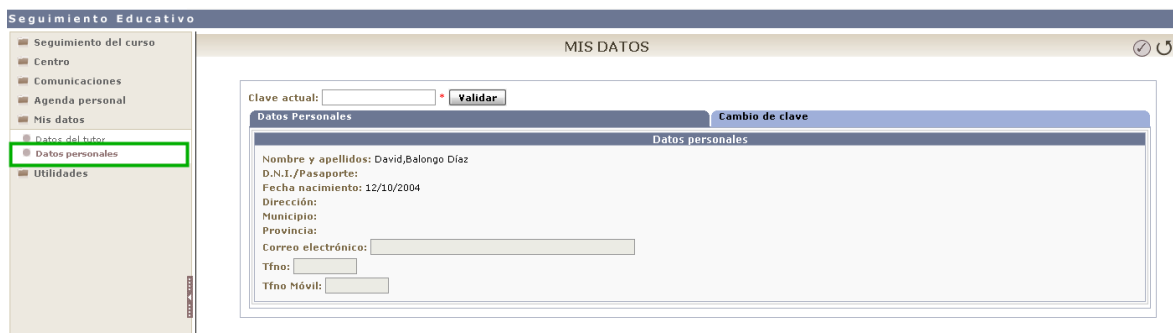 Seguimiento Educativo
Seguimiento del curso
Centro
Comunicaciones
Agenda personal
Mis datos
Datos del tutor
Datos personales
Utilidades
MIS DATOS
Clave actual: * Validar
Datos Personales Cambio de clave
Datos personales
Nombre y apellidos: David,Balongo Díaz
D.N.I./Pasaporte:
Fecha nacimiento: 12/10/2004
Dirección:
Municipio:
Provincia:
Correo electrónico:
Tfno:
Tfno Móvil: